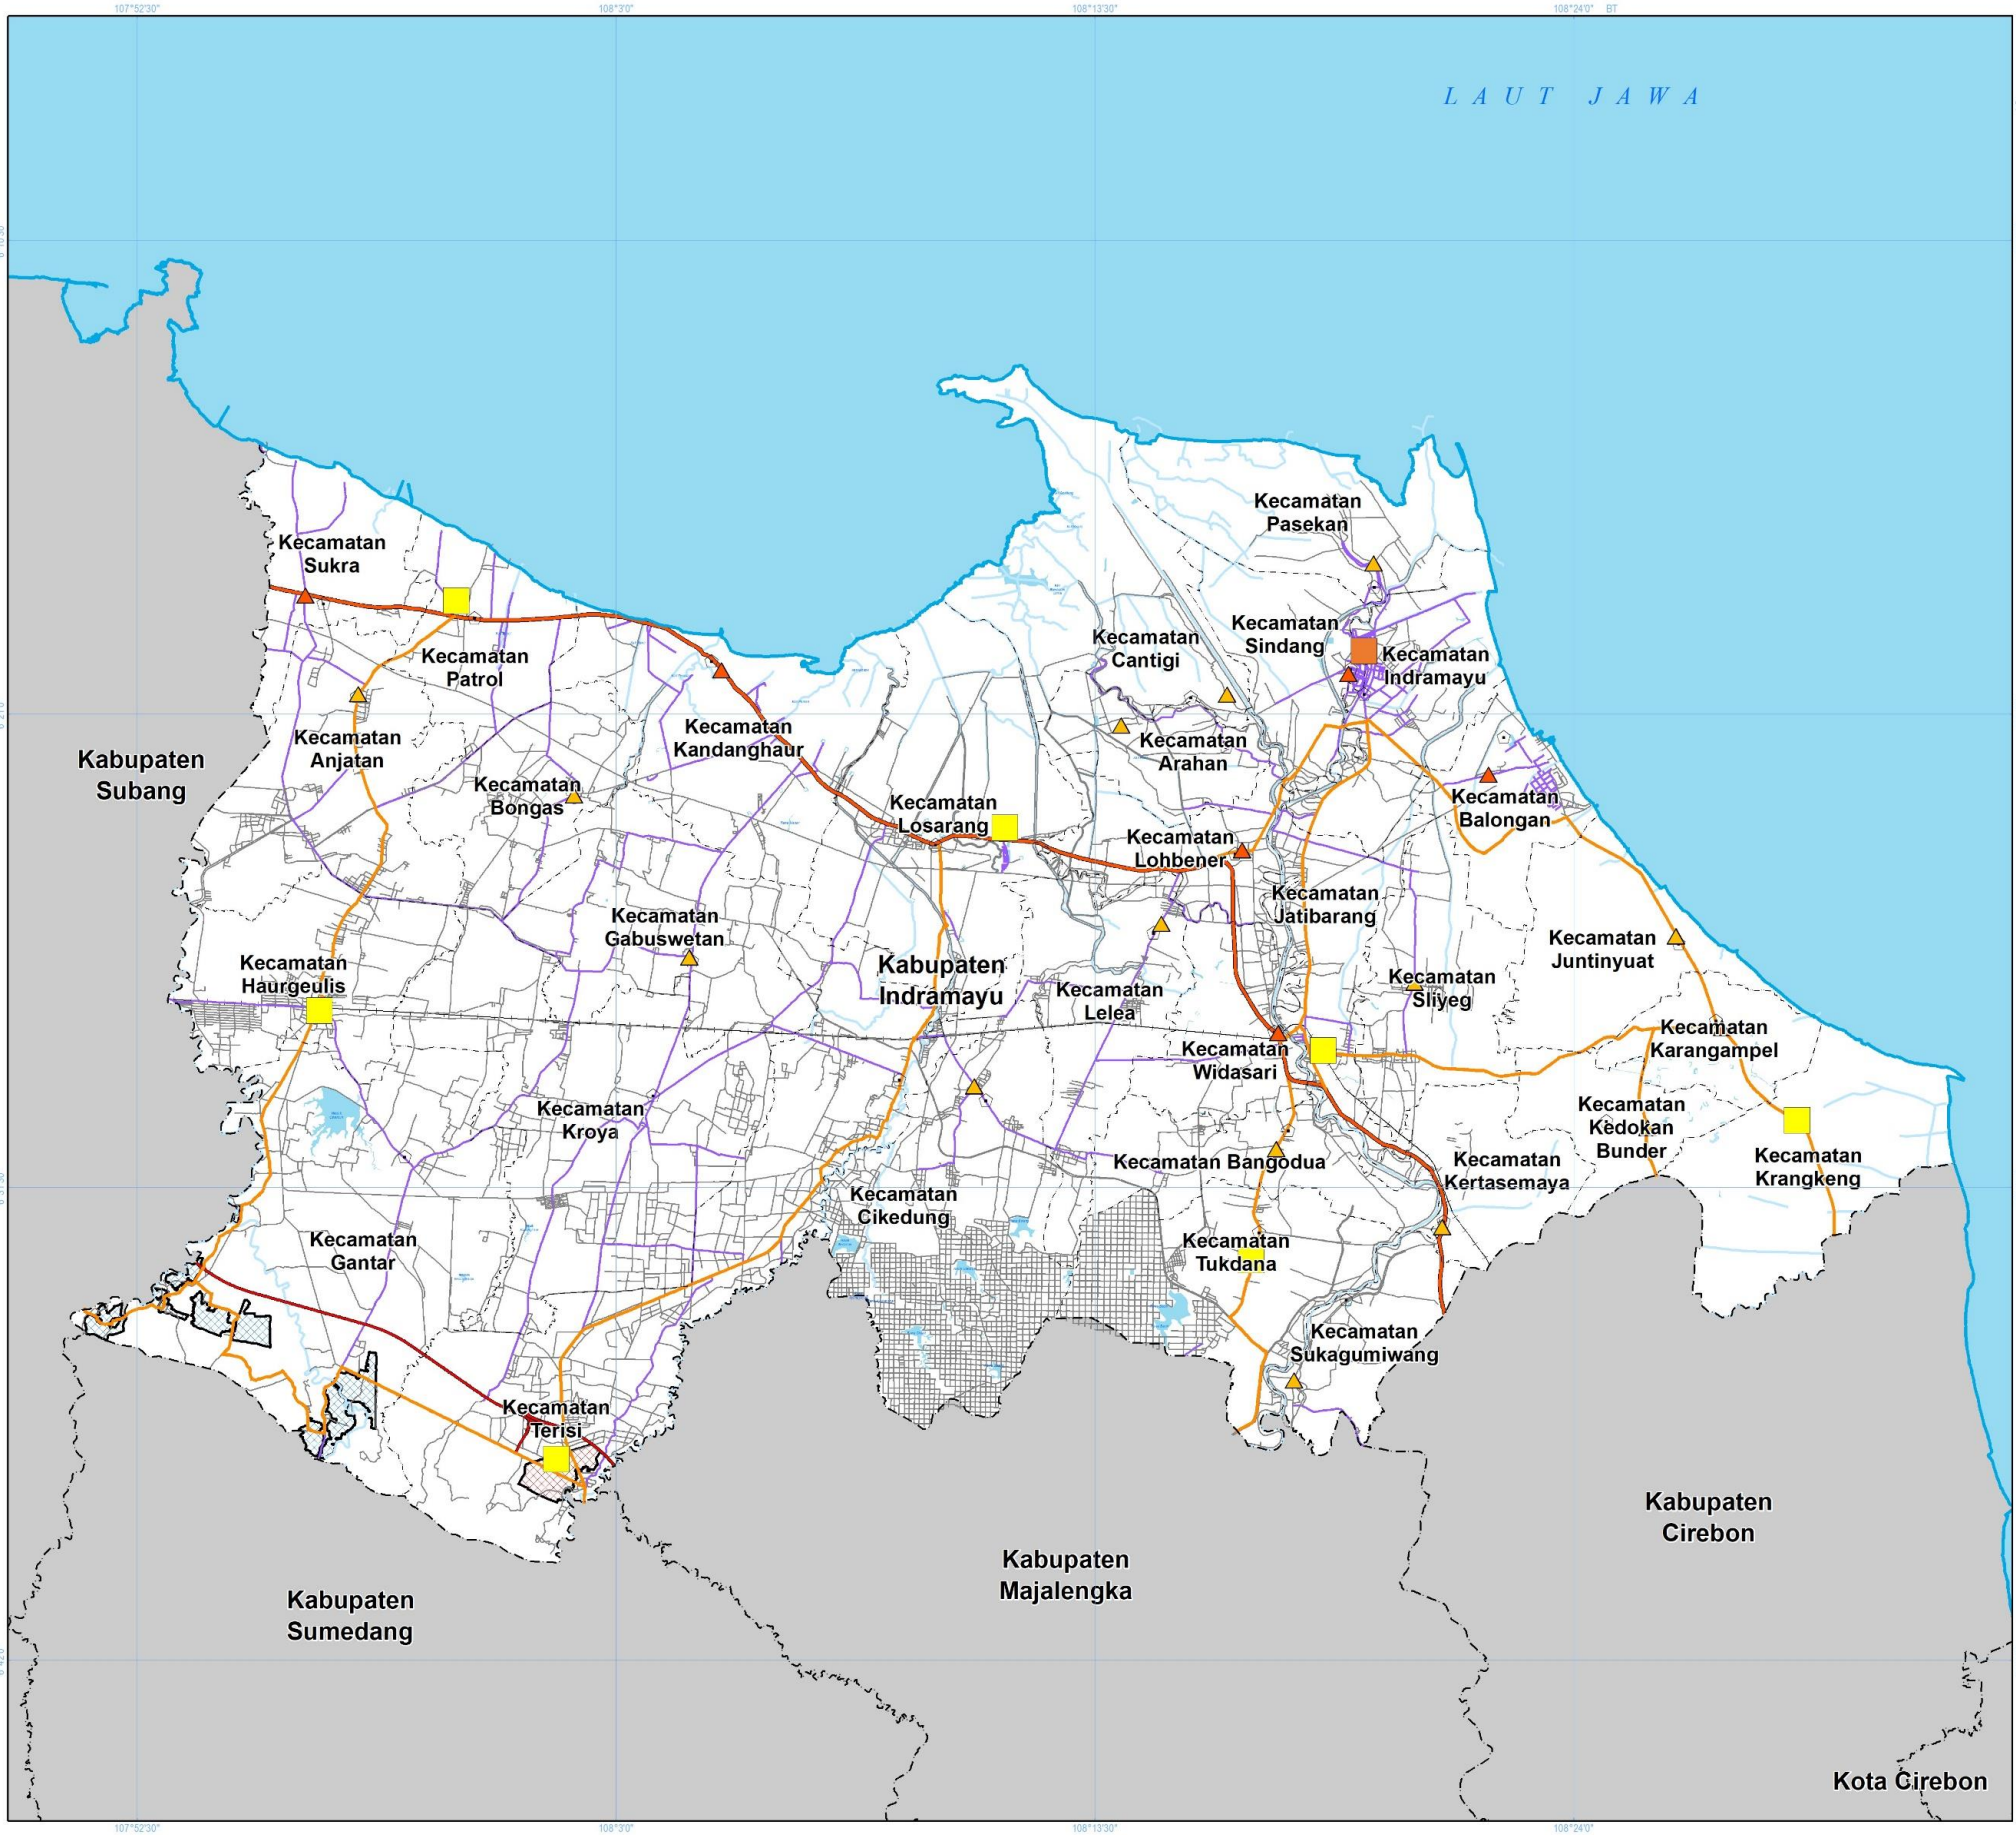 107°52'30"
108°3'0"
108°13'30"
108°24'0" BT
LAUT JAWA
Kecamatan
Pasekan
Kecamatan
Sukra
Kecamatan
Sindang
Kecamatan
Cantigi
Kecamatan
Indramayu
Kecamatan
Patrol
Kecamatan
Kandanghaur
Kecamatan
Anjatan
Kecamatan
Arahan
Kabupaten
Subang
Kecamatan
Bongas
Kecamatan
Balongan
Kecamatan
Losarang
Kecamatan
Lohbener
Kecamatan
Jatibarang
Kecamatan
Gabuswetan
Kecamatan
Juntinyuat
Kecamatan
Haurgeulis
Kabupaten
Indramayu
Kecamatan
Sliyeg
Kecamatan
Lelea
Kecamatan
Karangampel
Kecamatan
Widasari
Kecamatan
Kroya
Kecamatan
Kedokan
Bunder
Kecamatan Bangodua
Kecamatan
Kertasemaya
Kecamatan
Krangkeng
Kecamatan
Cikedung
Kecamatan
Gantar
Kecamatan
Tukdana
Kecamatan
Sukagumiwang
Kecamatan
Terisi
Kabupaten
Cirebon
Kabupaten
Majalengka
Kabupaten
Sumedang
Kota Cirebon
107°52'30"
108°3'0"
108°13'30"
108°24'0"